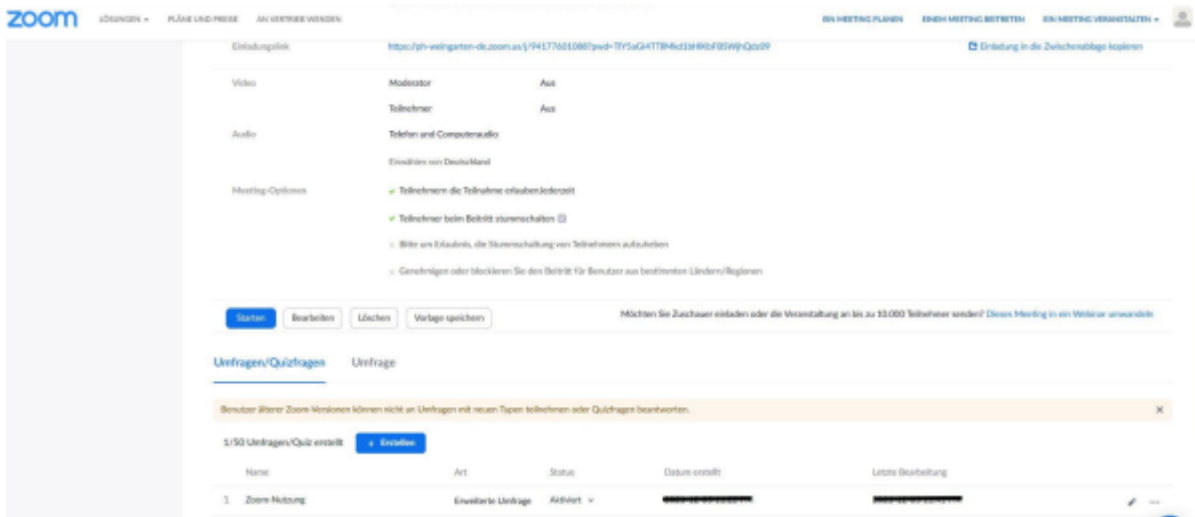 zoom LÖSUNGEN PLÄNE UND PREISE AN VERTRIEB WENDEN EIN MEETING PLANEN EINEM MEETING BEITRETEN EIN MEETING VERANSTALTEN
Einladungslink Einladung in die Zwischenablage kopieren
Video Moderator Aus
Teilnehmer Aus
Audio Telefon und Computeraudio
Einwählen von Deutschland
Meeting-Optionen Teilnehmern die Teilnahme erlauben Jederzeit
Teilnehmer beim Beitritt stummschalten
Bitte um Erlaubnis, die Stummschaltung von Teilnehmern aufzuheben
Genehmigen oder blockieren Sie den Beitritt für Benutzer aus bestimmten Ländern/Regionen
Starten Bearbeiten Löschen Vorlage speichern Möchten Sie Zuschauer einladen oder die Veranstaltung an bis zu 10.000 Teilnehmer senden? Dieses Meeting in ein Webinar umwandeln
Umfragen/Quizfragen Umfrage
Benutzer älterer Zoom-Versionen können nicht an Umfragen mit neuen Typen teilnehmen oder Quizfragen beantworten.
1/50 Umfragen/Quiz erstellt + Erstellen
Name Art Status Datum erstellt Letzte Bearbeitung
1 Zoom-Nutzung Erweiterte Umfrage Aktiviert